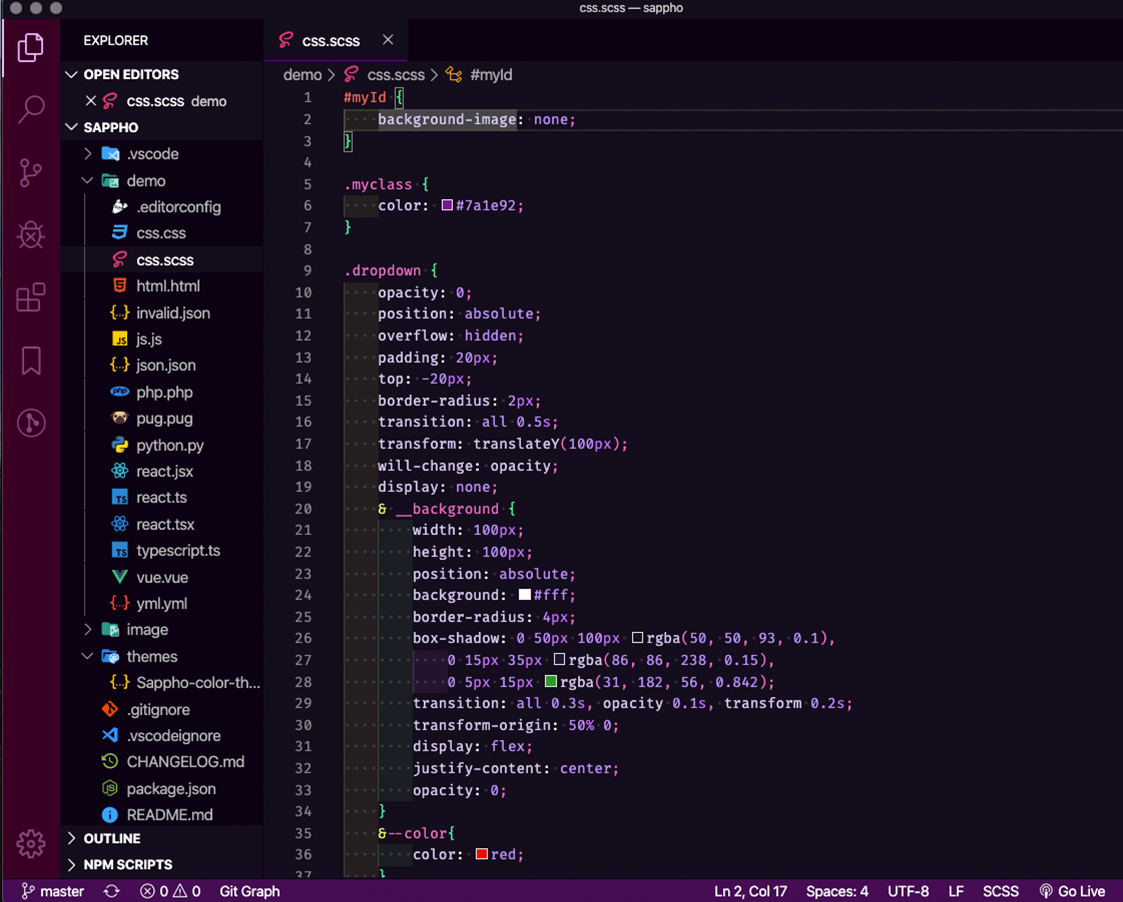 css.scss — sappho
EXPLORER
OPEN EDITORS
css.scss demo
SAPPHO
.vscode
demo
.editorconfig
css.css
css.scss
html.html
invalid.json
js.js
json.json
php.php
pug.pug
python.py
react.jsx
react.ts
react.tsx
typescript.ts
vue.vue
yml.yml
image
themes
Sappho-color-th...
.gitignore
.vscodeignore
CHANGELOG.md
package.json
README.md
OUTLINE
NPM SCRIPTS
css.scss
demo > css.scss > #myId
1 #myId {
2 background-image: none;
3 }
4
5 .myclass {
6 color: #7a1e92;
7 }
8
9 .dropdown {
10 opacity: 0;
11 position: absolute;
12 overflow: hidden;
13 padding: 20px;
14 top: -20px;
15 border-radius: 2px;
16 transition: all 0.5s;
17 transform: translateY(100px);
18 will-change: opacity;
19 display: none;
20 & __background {
21 width: 100px;
22 height: 100px;
23 position: absolute;
24 background: #fff;
25 border-radius: 4px;
26 box-shadow: 0 50px 100px rgba(50, 50, 93, 0.1),
27 0 15px 35px rgba(86, 86, 238, 0.15),
28 0 5px 15px rgba(31, 182, 56, 0.842);
29 transition: all 0.3s, opacity 0.1s, transform 0.2s;
30 transform-origin: 50% 0;
31 display: flex;
32 justify-content: center;
33 opacity: 0;
34 }
35 &--color{
36 color: red;
37 }
master 0 0 Git Graph Ln 2, Col 17 Spaces: 4 UTF-8 LF SCSS Go Live